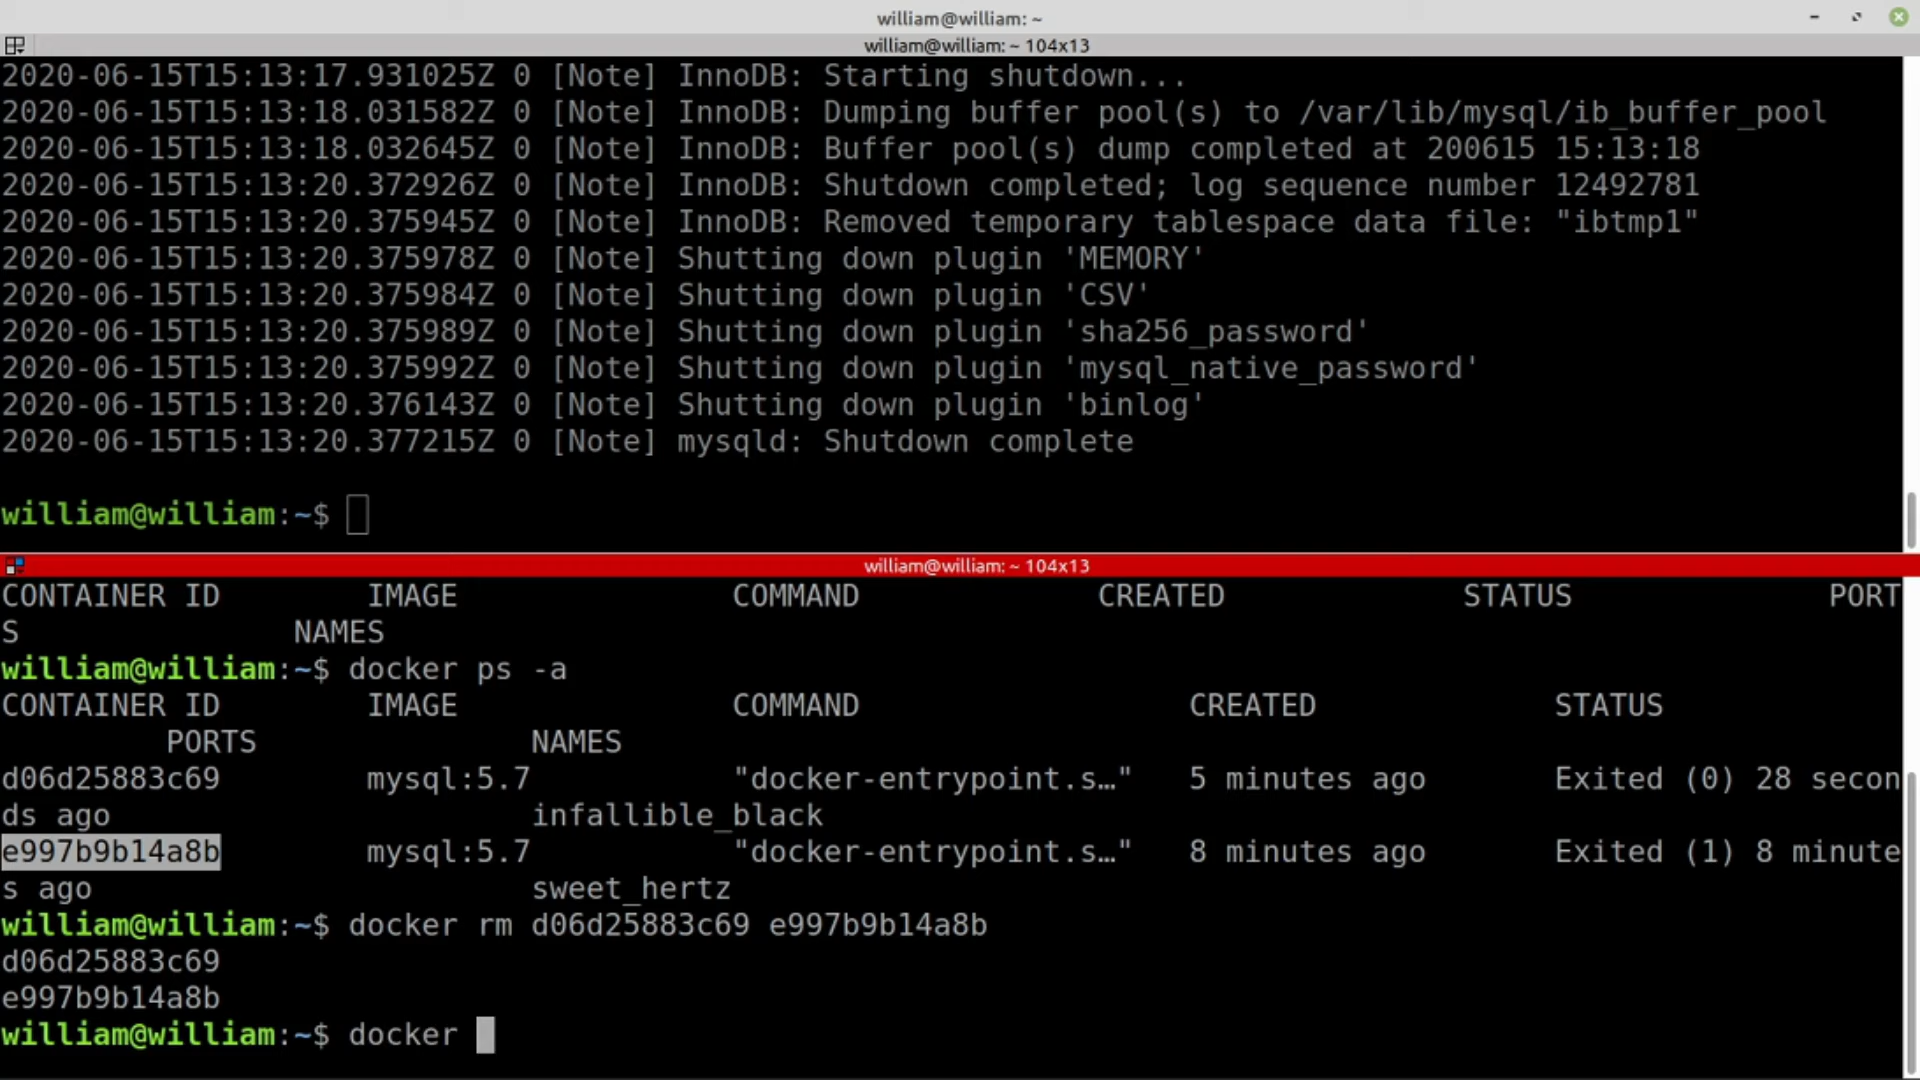 william@william: ~
william@william: ~ 104x13
2020-06-15T15:13:17.931025Z 0 [Note] InnoDB: Starting shutdown...
2020-06-15T15:13:18.031582Z 0 [Note] InnoDB: Dumping buffer pool(s) to /var/lib/mysql/ib_buffer_pool
2020-06-15T15:13:18.032645Z 0 [Note] InnoDB: Buffer pool(s) dump completed at 200615 15:13:18
2020-06-15T15:13:20.372926Z 0 [Note] InnoDB: Shutdown completed; log sequence number 12492781
2020-06-15T15:13:20.375945Z 0 [Note] InnoDB: Removed temporary tablespace data file: "ibtmp1"
2020-06-15T15:13:20.375978Z 0 [Note] Shutting down plugin 'MEMORY'
2020-06-15T15:13:20.375984Z 0 [Note] Shutting down plugin 'CSV'
2020-06-15T15:13:20.375989Z 0 [Note] Shutting down plugin 'sha256_password'
2020-06-15T15:13:20.375992Z 0 [Note] Shutting down plugin 'mysql_native_password'
2020-06-15T15:13:20.376143Z 0 [Note] Shutting down plugin 'binlog'
2020-06-15T15:13:20.377215Z 0 [Note] mysqld: Shutdown complete
william@william:~$
william@william: ~ 104x13
CONTAINER ID        IMAGE               COMMAND             CREATED             STATUS              PORT
S               NAMES
william@william:~$ docker ps -a
CONTAINER ID        IMAGE               COMMAND                  CREATED             STATUS
         PORTS               NAMES
d06d25883c69        mysql:5.7           "docker-entrypoint.s…"   5 minutes ago       Exited (0) 28 secon
ds ago                       infallible_black
e997b9b14a8b        mysql:5.7           "docker-entrypoint.s…"   8 minutes ago       Exited (1) 8 minute
s ago                        sweet_hertz
william@william:~$ docker rm d06d25883c69 e997b9b14a8b
d06d25883c69
e997b9b14a8b
william@william:~$ docker